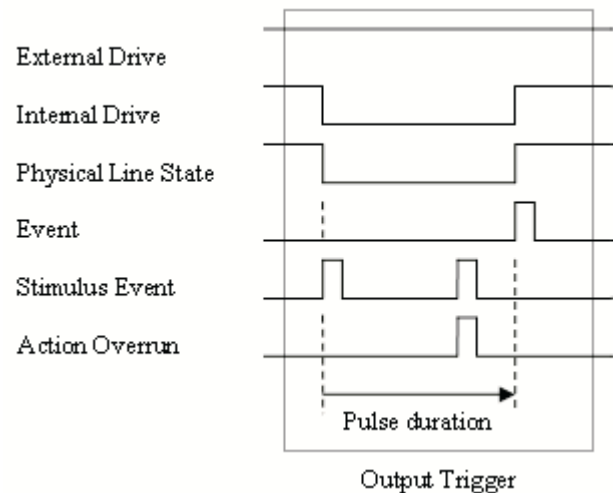 External Drive
Internal Drive
Physical Line State
Event
Stimulus Event
Action Overrun
Pulse duration
Output Trigger